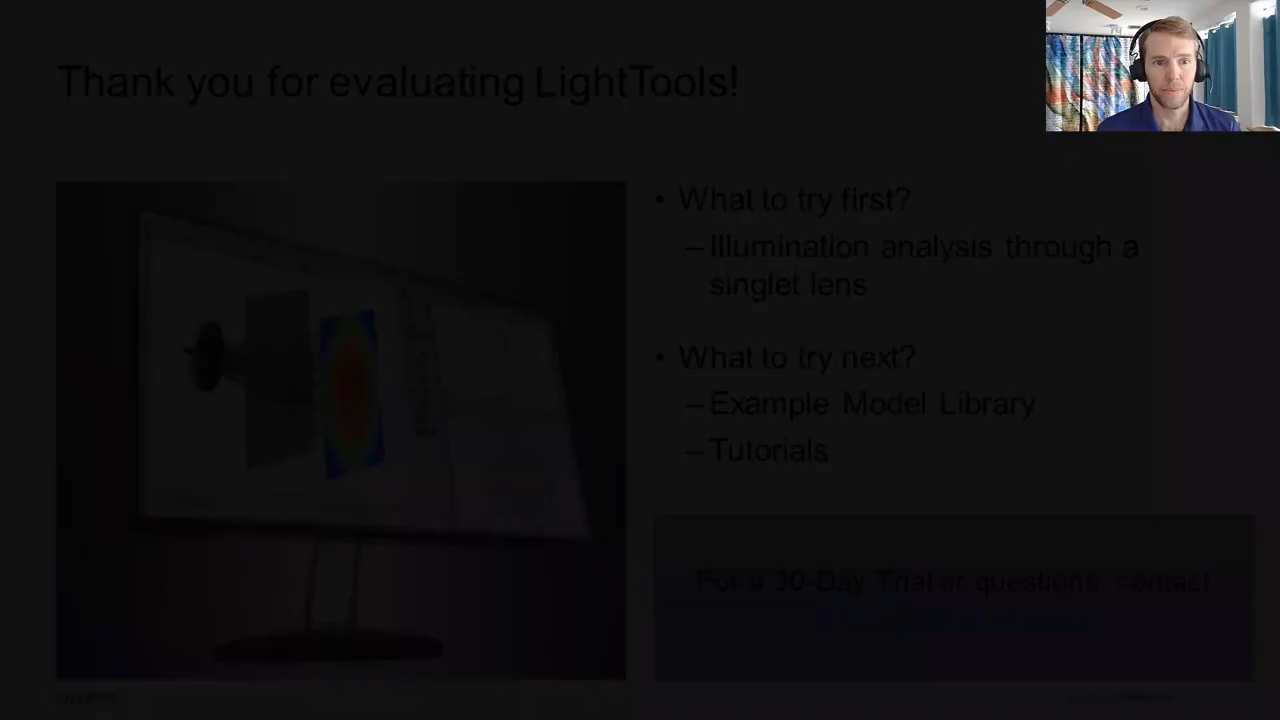 Thank you for evaluating LightTools!
• What to try first?
– Illumination analysis through a
singlet lens
• What to try next?
– Example Model Library
– Tutorials
For a 30-Day Trial or questions, contact